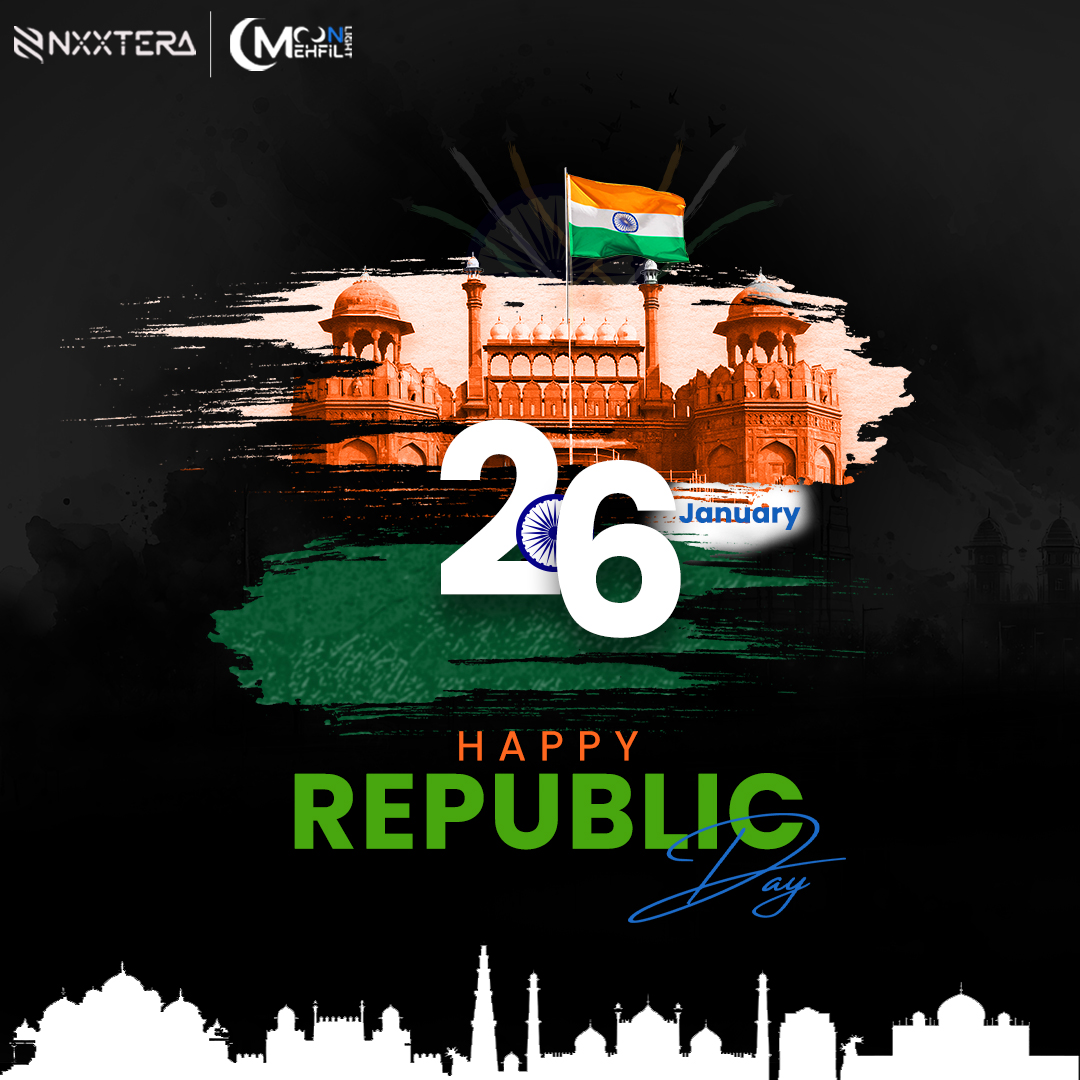 NXXTERA
MOON LIGHT
MEHFIL
26
January
HAPPY
REPUBLIC
Day